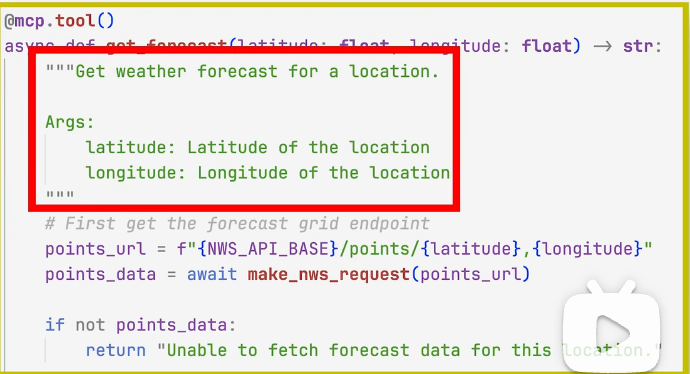 @mcp.tool()
async def get_forecast(latitude: float, longitude: float) -> str:
"""Get weather forecast for a location.
Args:
latitude: Latitude of the location
longitude: Longitude of the location
"""
# First get the forecast grid endpoint
points_url = f"{NWS_API_BASE}/points/{latitude},{longitude}"
points_data = await make_nws_request(points_url)
if not points_data:
return "Unable to fetch forecast data for this location."